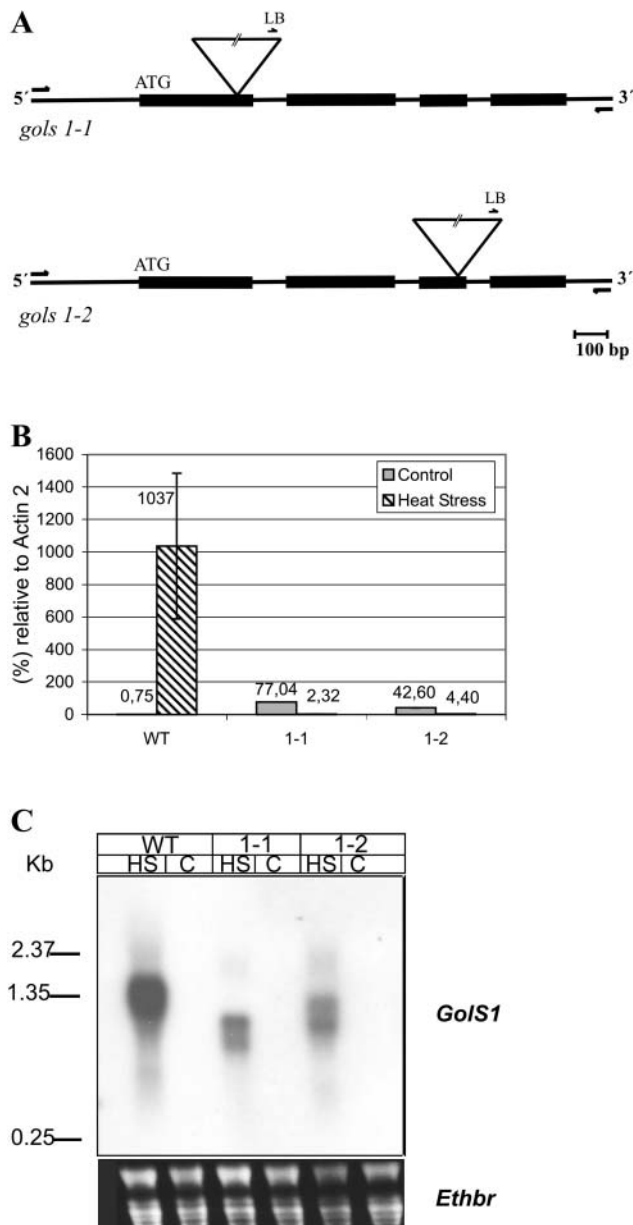 A
LB
ATG
5´
3´
gols 1-1
LB
ATG
5´
3´
gols 1-2
100 bp
B
1600
1400
1200
1000
800
600
400
200
0
(%) relative to Actin 2
Control
Heat Stress
1037
0,75
77,04
2,32
42,60
4,40
WT
1-1
1-2
C
WT
1-1
1-2
Kb
HS
C
HS
C
HS
C
2.37
1.35
0.25
GolS1
Ethbr